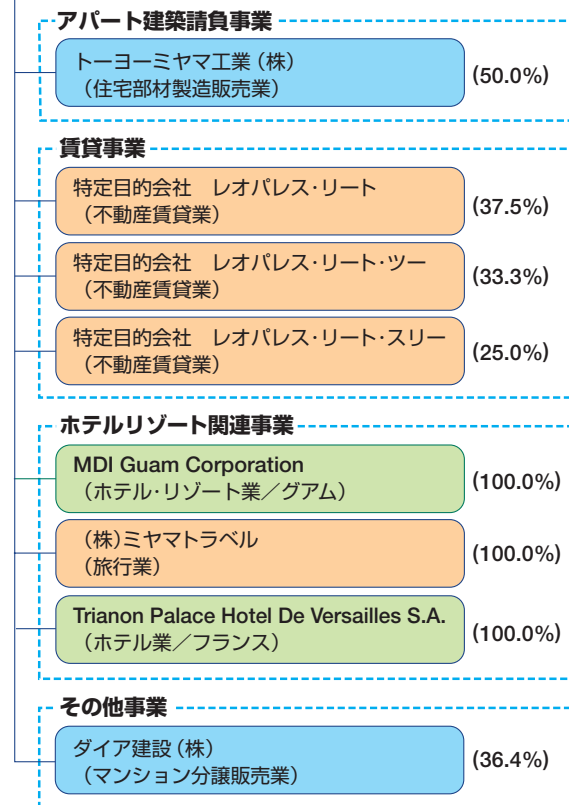 アパート建築請負事業
トーヨーミヤマ工業(株)
(住宅部材製造販売業)
(50.0%)
賃貸事業
特定目的会社　レオパレス・リート
(不動産賃貸業)
(37.5%)
特定目的会社　レオパレス・リート・ツー
(不動産賃貸業)
(33.3%)
特定目的会社　レオパレス・リート・スリー
(不動産賃貸業)
(25.0%)
ホテルリゾート関連事業
MDI Guam Corporation
(ホテル・リゾート業／グアム)
(100.0%)
(株)ミヤマトラベル
(旅行業)
(100.0%)
Trianon Palace Hotel De Versailles S.A.
(ホテル業／フランス)
(100.0%)
その他事業
ダイア建設(株)
(マンション分譲販売業)
(36.4%)